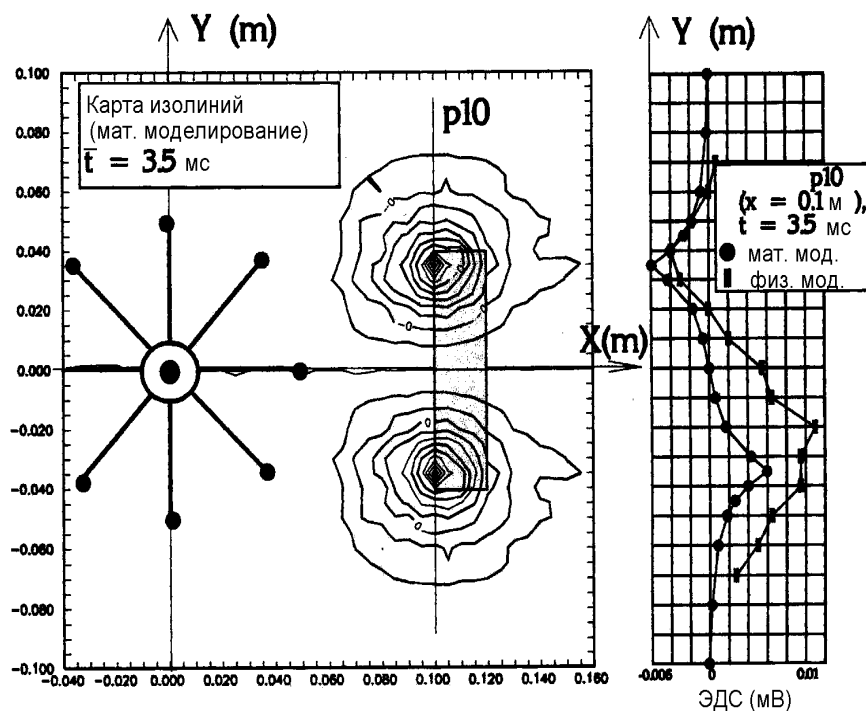 Y (m)
Y (m)
0.100
0.080
0.060
0.040
0.020
0.000
-0.020
-0.040
-0.060
-0.080
-0.100
Карта изолиний
(мат. моделирование)
t̅ = 3.5 мс
p10
X(m)
-0.040 -0.020 0.000 0.020 0.040 0.060 0.080 0.100 0.120 0.140 0.160
p10
(x = 0.1 м),
t = 3.5 мс
мат. мод.
физ. мод.
-0.006 0 0.01
ЭДС (мВ)